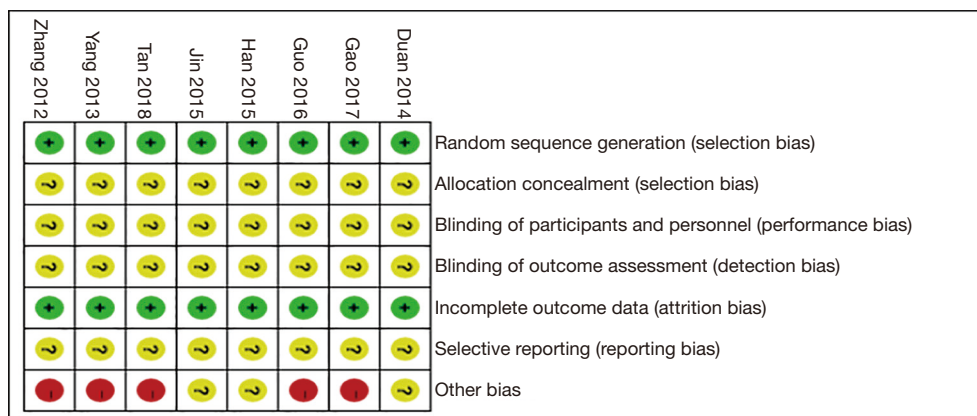 Zhang 2012
Yang 2013
Tan 2018
Jin 2015
Han 2015
Guo 2016
Gao 2017
Duan 2014
+ + + + + + + + Random sequence generation (selection bias)
? ? ? ? ? ? ? ? Allocation concealment (selection bias)
? ? ? ? ? ? ? ? Blinding of participants and personnel (performance bias)
? ? ? ? ? ? ? ? Blinding of outcome assessment (detection bias)
+ + + + + + + + Incomplete outcome data (attrition bias)
? ? ? ? ? ? ? ? Selective reporting (reporting bias)
– – – ? ? – – ? Other bias